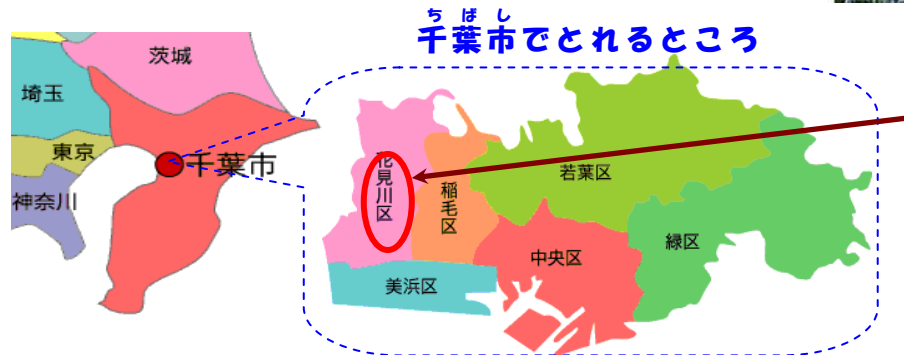 ちばし
千葉市でとれるところ
茨城
埼玉
東京
千葉市
神奈川
花見川区
稲毛区
若葉区
緑区
中央区
美浜区